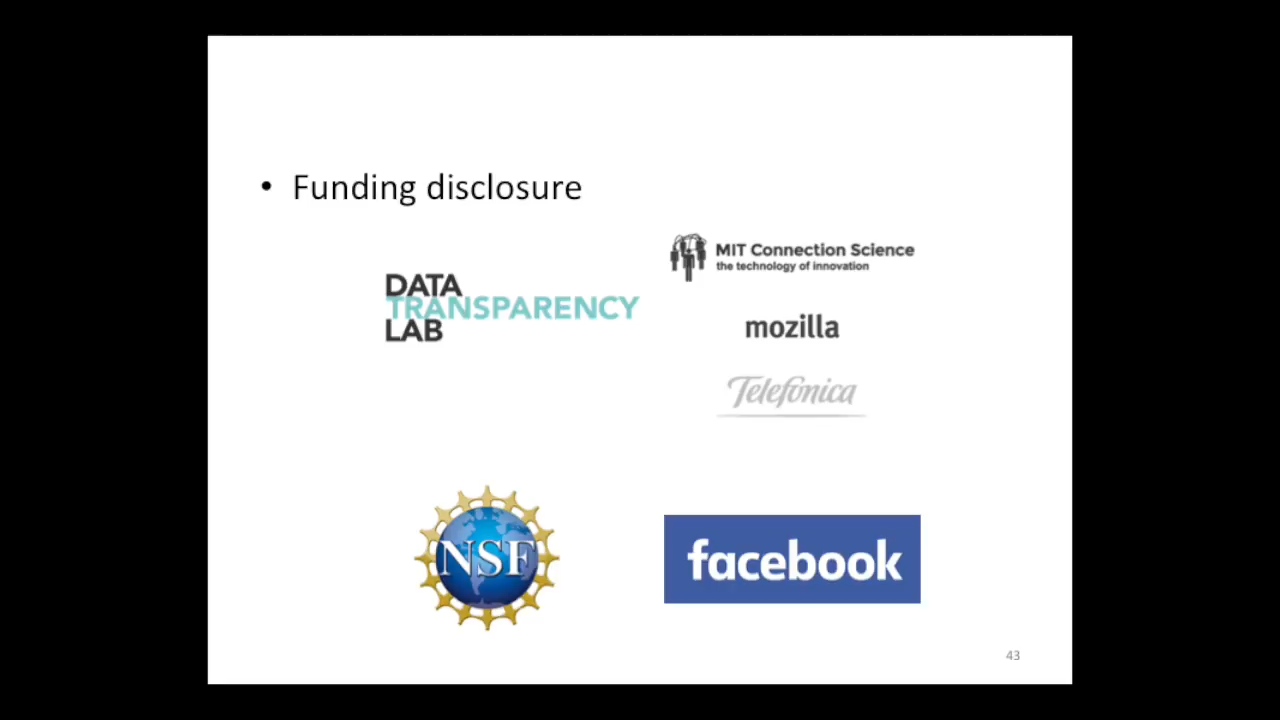 • Funding disclosure
DATA
TRANSPARENCY
LAB
MIT Connection Science
the technology of innovation
mozilla
Telefónica
NSF
facebook
43